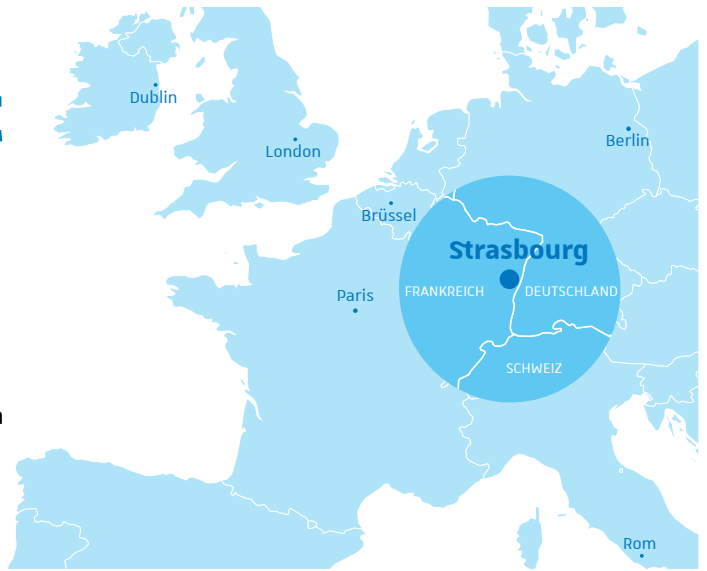 Dublin
London
Berlin
Brüssel
Strasbourg
Paris
FRANKREICH
DEUTSCHLAND
SCHWEIZ
Rom